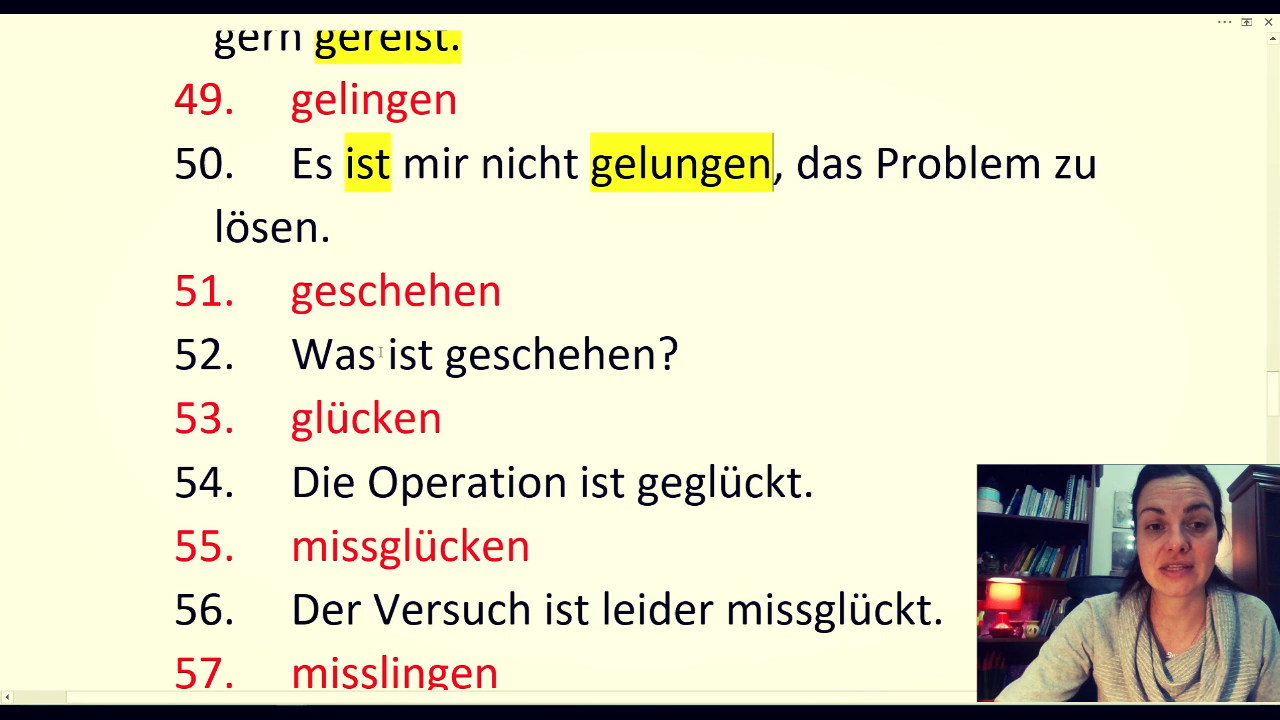 gern gereist.
49. gelingen
50. Es ist mir nicht gelungen, das Problem zu
lösen.
51. geschehen
52. Was ist geschehen?
53. glücken
54. Die Operation ist geglückt.
55. missglücken
56. Der Versuch ist leider missglückt.
57. misslingen